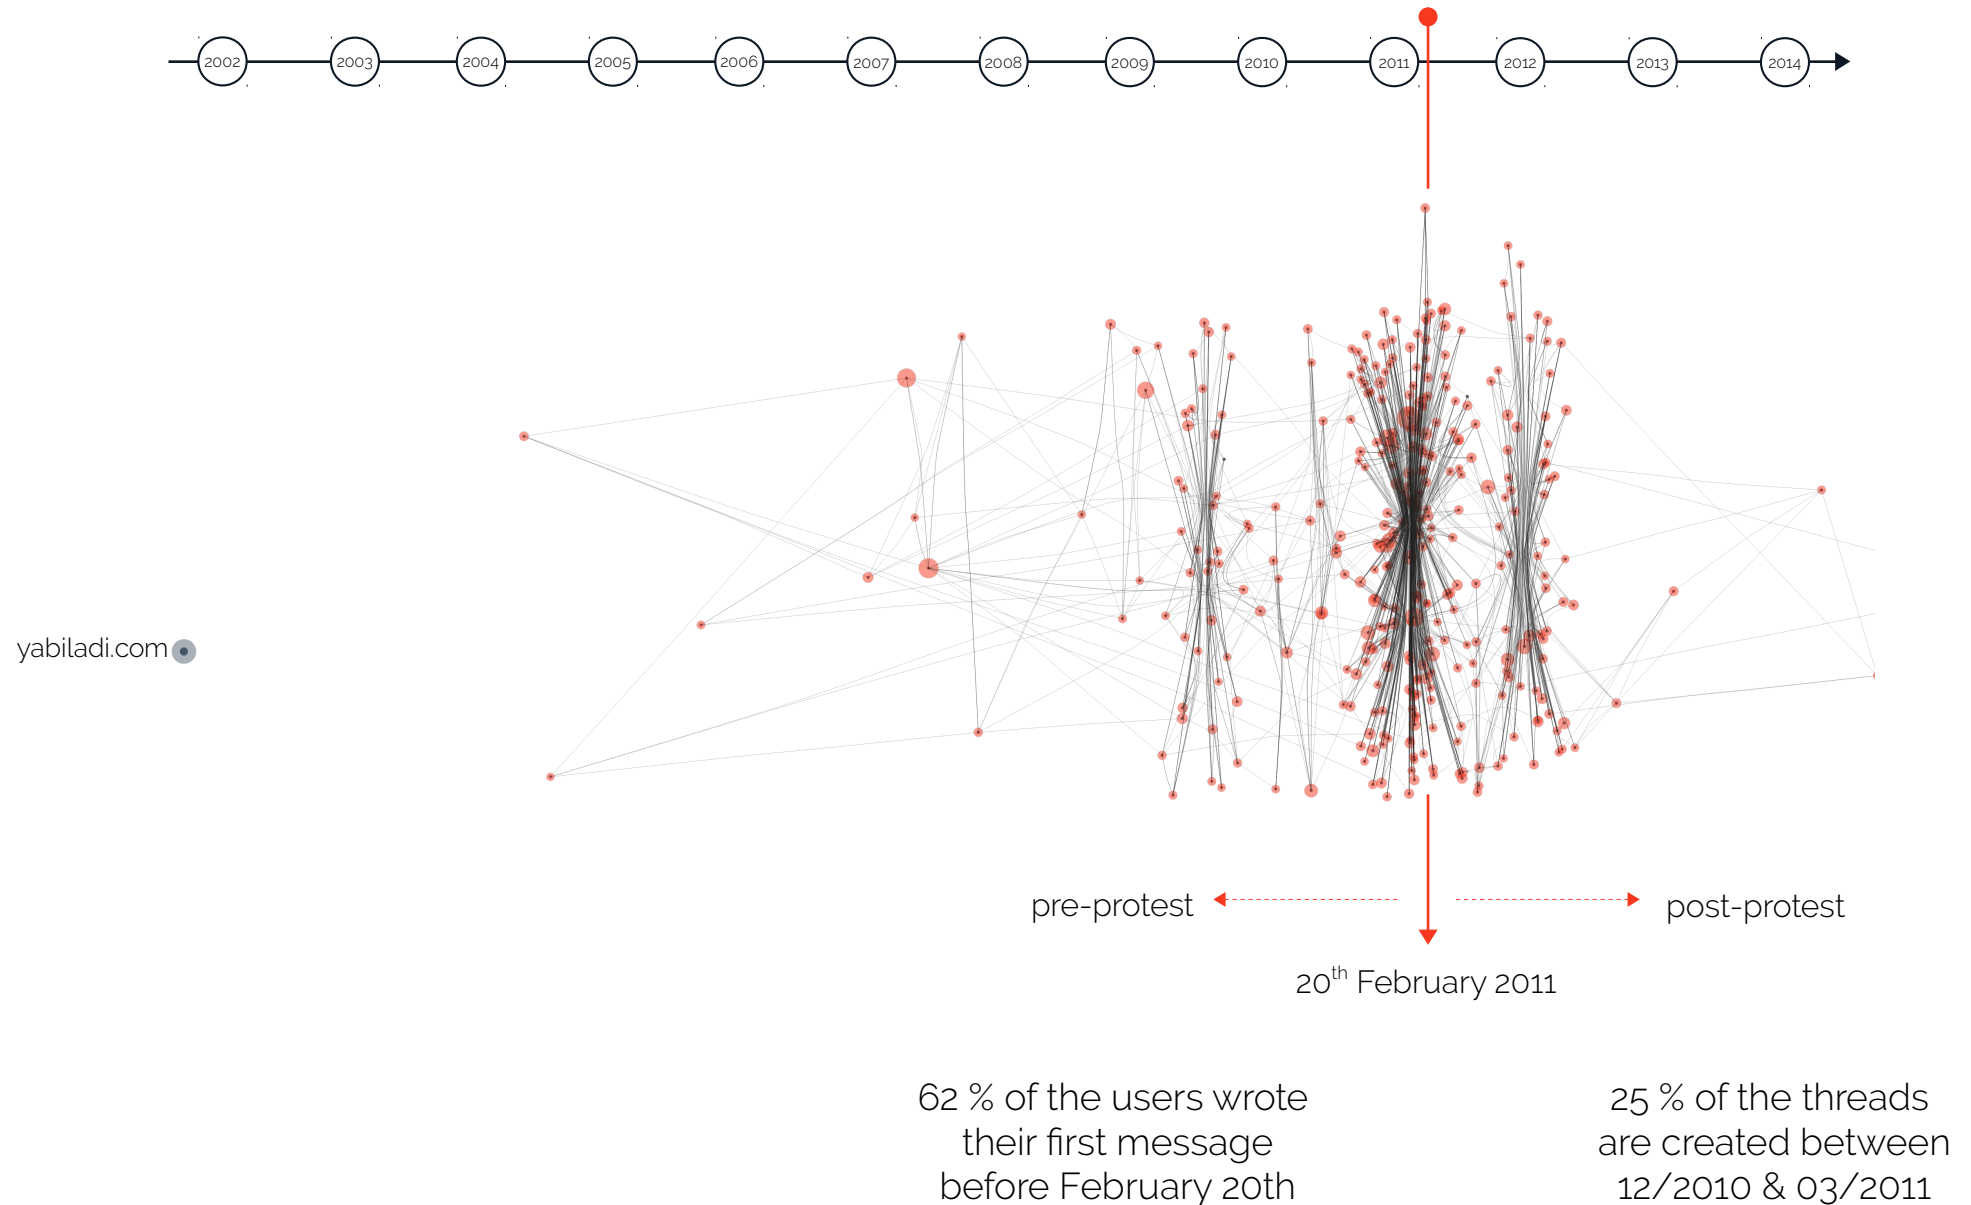 2002 2003 2004 2005 2006 2007 2008 2009 2010 2011 2012 2013 2014
yabiladi.com
pre-protest
post-protest
20th February 2011
62 % of the users wrote
their first message
before February 20th
25 % of the threads
are created between
12/2010 & 03/2011